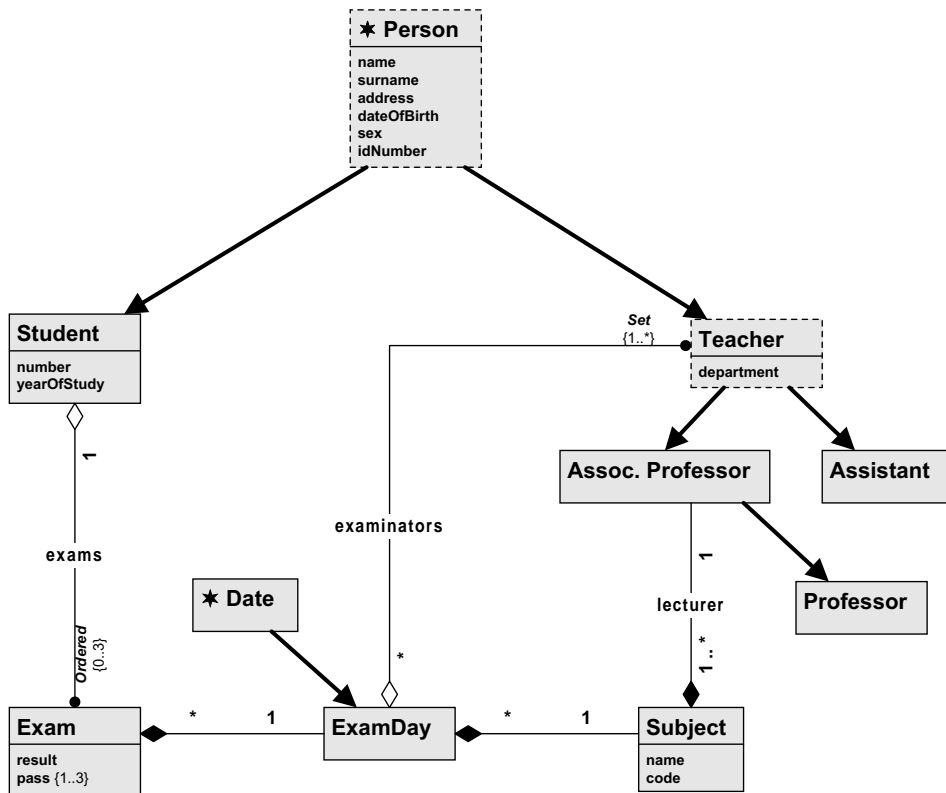 ✶ Person
name
surname
address
dateOfBirth
sex
idNumber
Student
number
yearOfStudy
Set
{1..*}
Teacher
department
1
Assoc. Professor
Assistant
examinators
exams
1
lecturer
Professor
✶ Date
Ordered
{0..3}
*
1..*
Exam
result
pass {1..3}
* 1
ExamDay
* 1
Subject
name
code